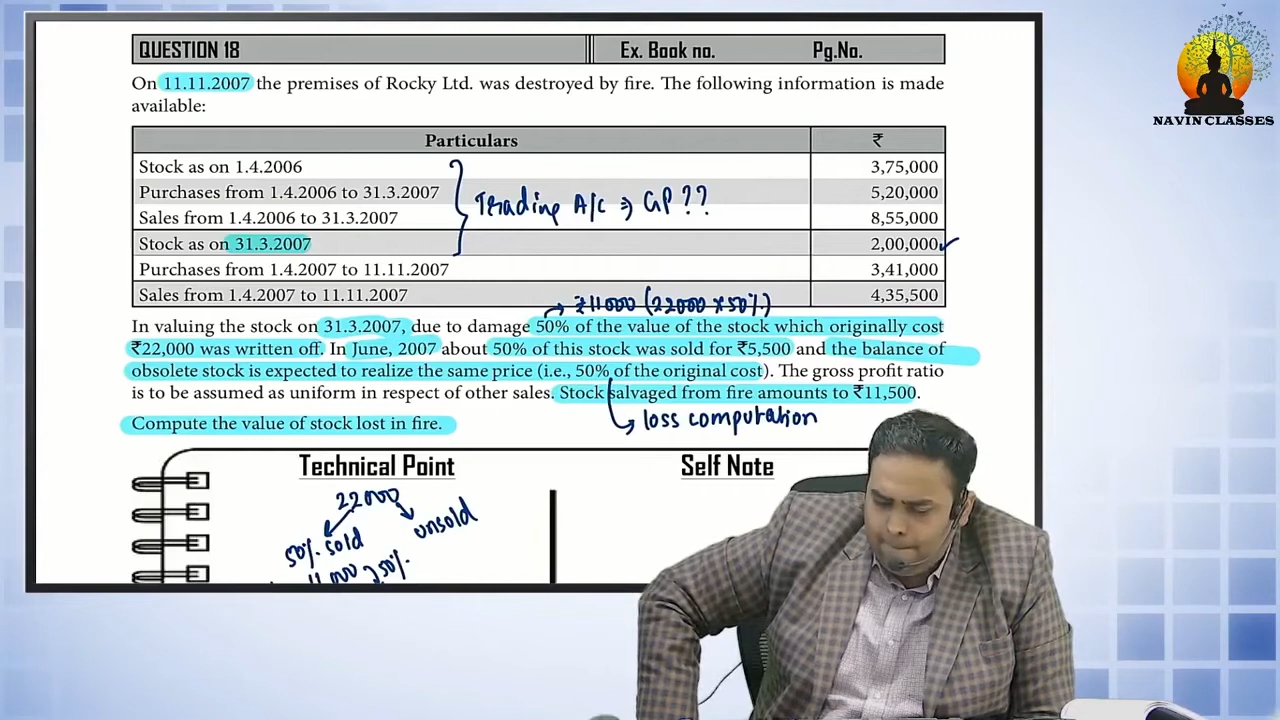 QUESTION 18 Ex. Book no. Pg.No.
On 11.11.2007 the premises of Rocky Ltd. was destroyed by fire. The following information is made
available:
Particulars ₹
Stock as on 1.4.2006 3,75,000
Purchases from 1.4.2006 to 31.3.2007 5,20,000
Trading A/c ⇒ GP ??
Sales from 1.4.2006 to 31.3.2007 8,55,000
Stock as on 31.3.2007 2,00,000
Purchases from 1.4.2007 to 11.11.2007 3,41,000
Sales from 1.4.2007 to 11.11.2007 4,35,500
→ ₹11000 (22000 x 50%)
In valuing the stock on 31.3.2007, due to damage 50% of the value of the stock which originally cost
₹22,000 was written off. In June, 2007 about 50% of this stock was sold for ₹5,500 and the balance of
obsolete stock is expected to realize the same price (i.e., 50% of the original cost). The gross profit ratio
is to be assumed as uniform in respect of other sales. Stock salvaged from fire amounts to ₹11,500.
loss computation
Compute the value of stock lost in fire.
Technical Point Self Note
22000
unsold
50% sold
11000 50%
NAVIN CLASSES